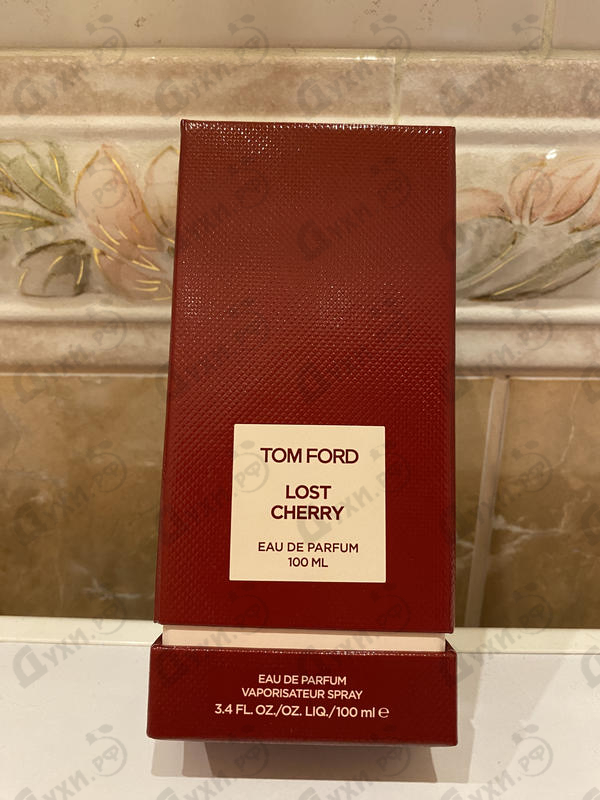 TOM FORD
LOST
CHERRY
EAU DE PARFUM
100 ML
EAU DE PARFUM
VAPORISATEUR SPRAY
3.4 FL. OZ./OZ. LIQ./100 ml ℮
Духи.РФ